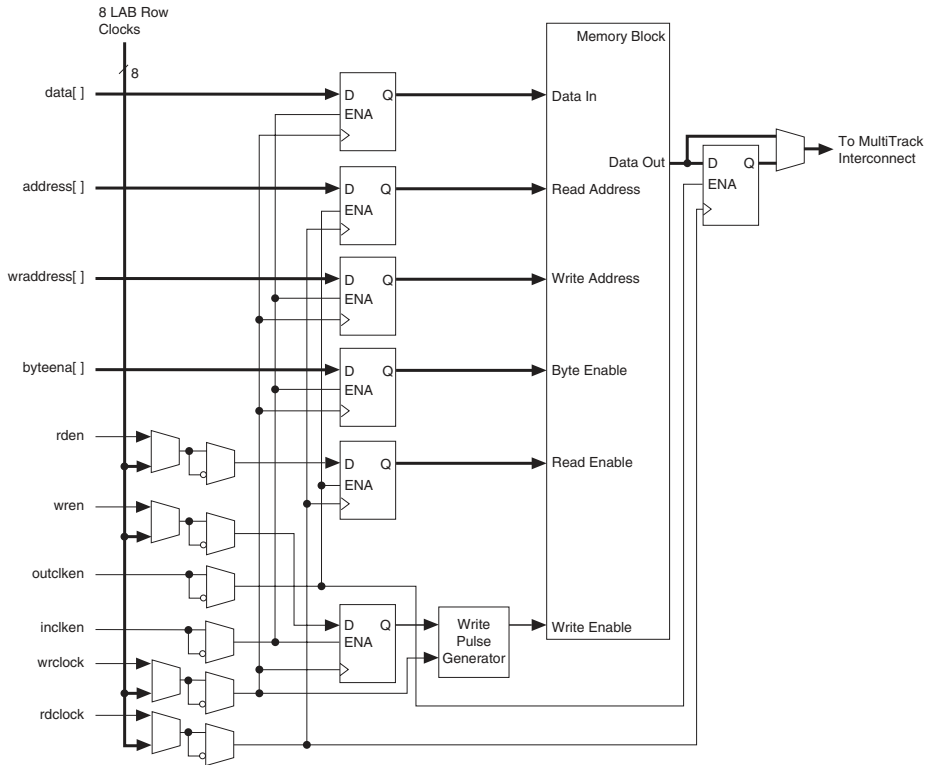 8 LAB Row
Clocks
8
Memory Block
data[ ]
D Q
ENA
Data In
To MultiTrack
Interconnect
Data Out
D Q
ENA
address[ ]
D Q
ENA
Read Address
wraddress[ ]
D Q
ENA
Write Address
byteena[ ]
D Q
ENA
Byte Enable
rden
D Q
ENA
Read Enable
wren
outclken
inclken
D Q
ENA
Write
Pulse
Generator
Write Enable
wrclock
rdclock